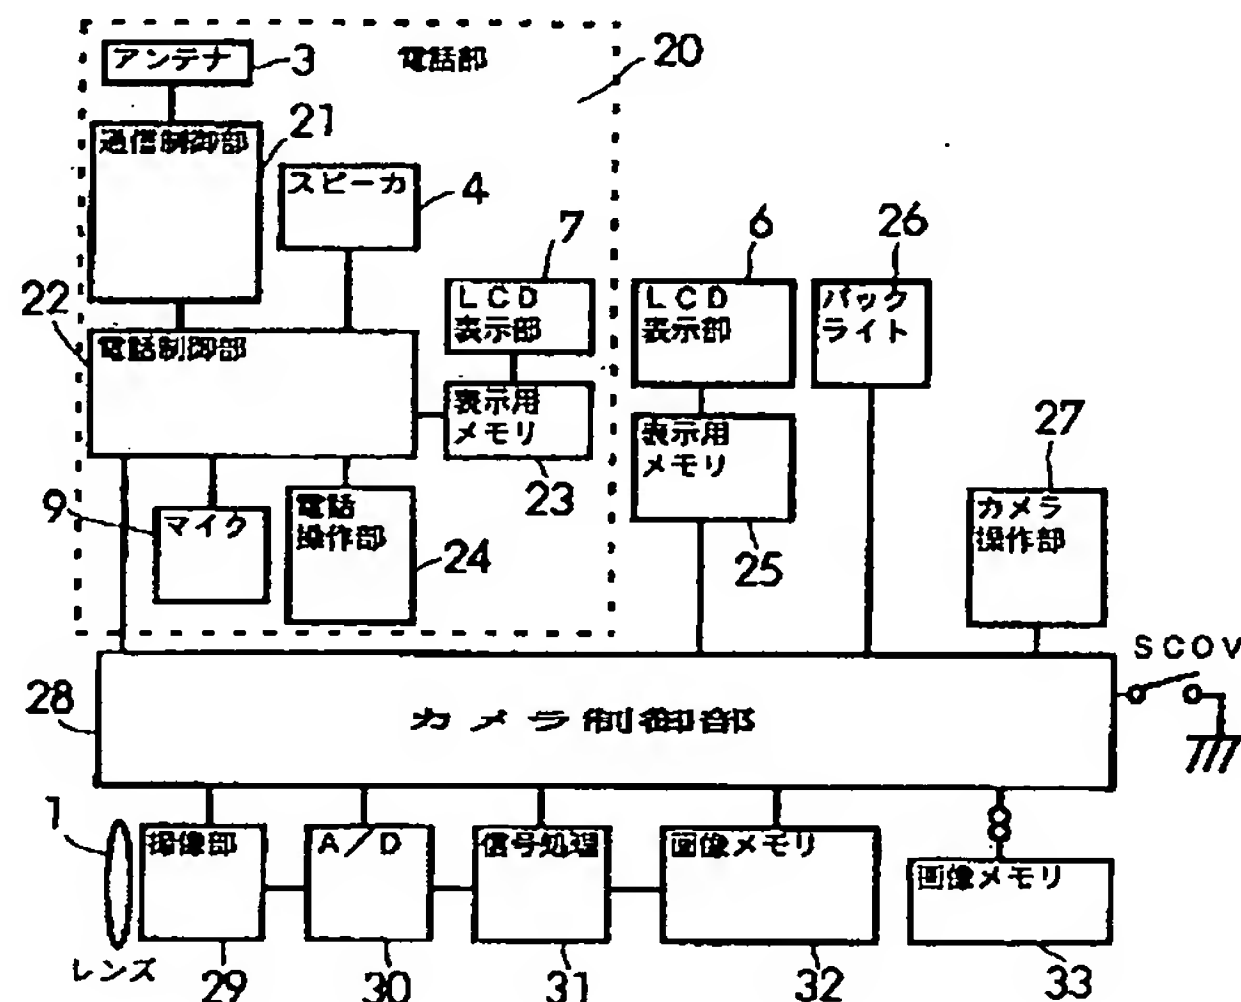 アンテナ
3
電話部
20
通信制御部
21
スピーカ
4
22
電話制御部
7
LCD
表示部
表示用
メモリ
23
6
LCD
表示部
26
バック
ライト
表示用
メモリ
25
27
カメラ
操作部
9
マイク
電話
操作部
24
28
カメラ制御部
SCOV
1
レンズ
撮像部
29
A/D
30
信号処理
31
画像メモリ
32
画像メモリ
33